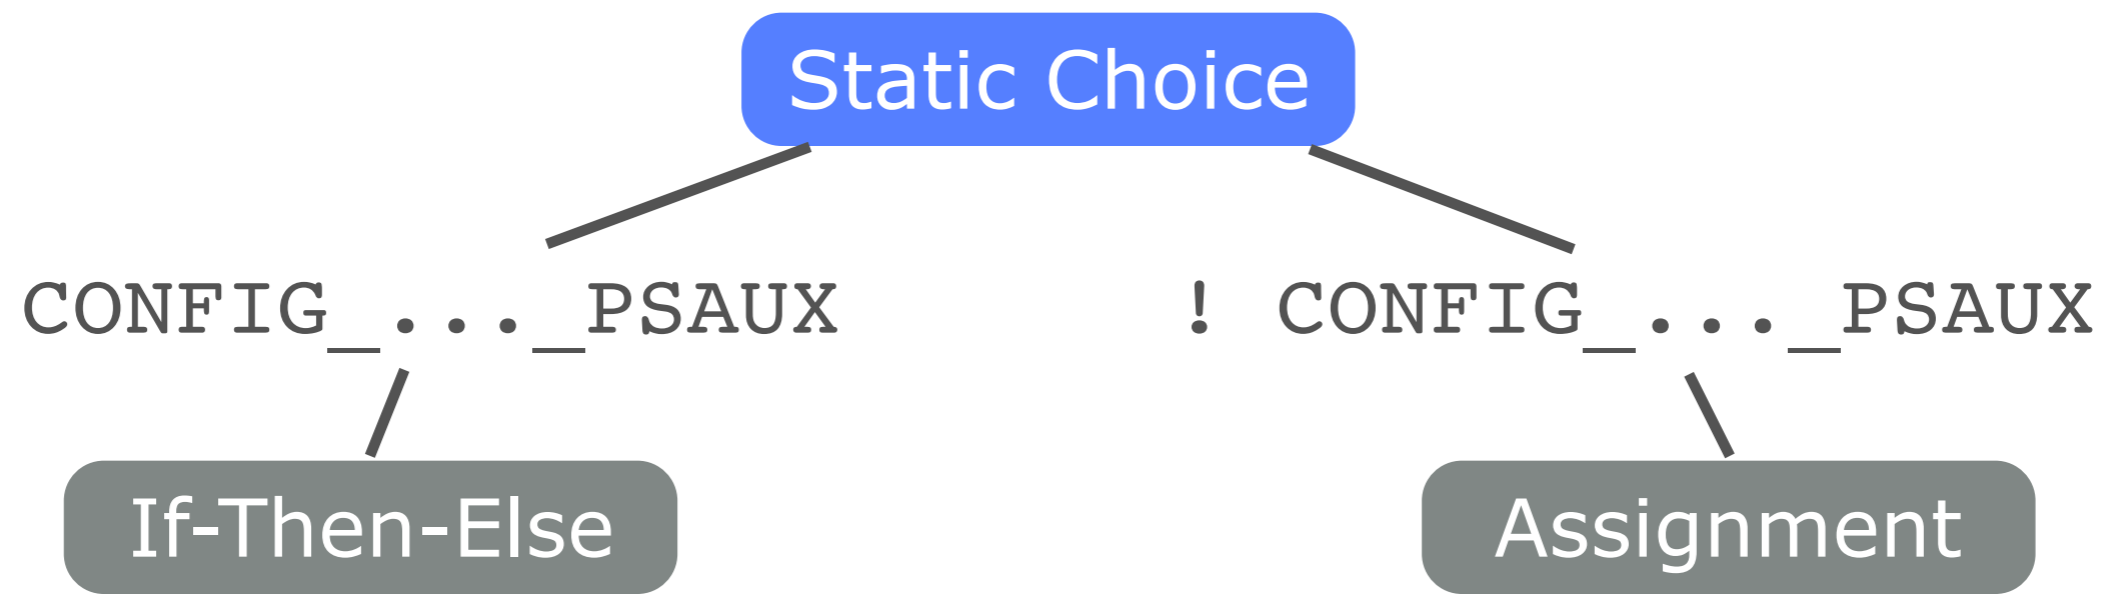 Static Choice
CONFIG_..._PSAUX
! CONFIG_..._PSAUX
If-Then-Else
Assignment